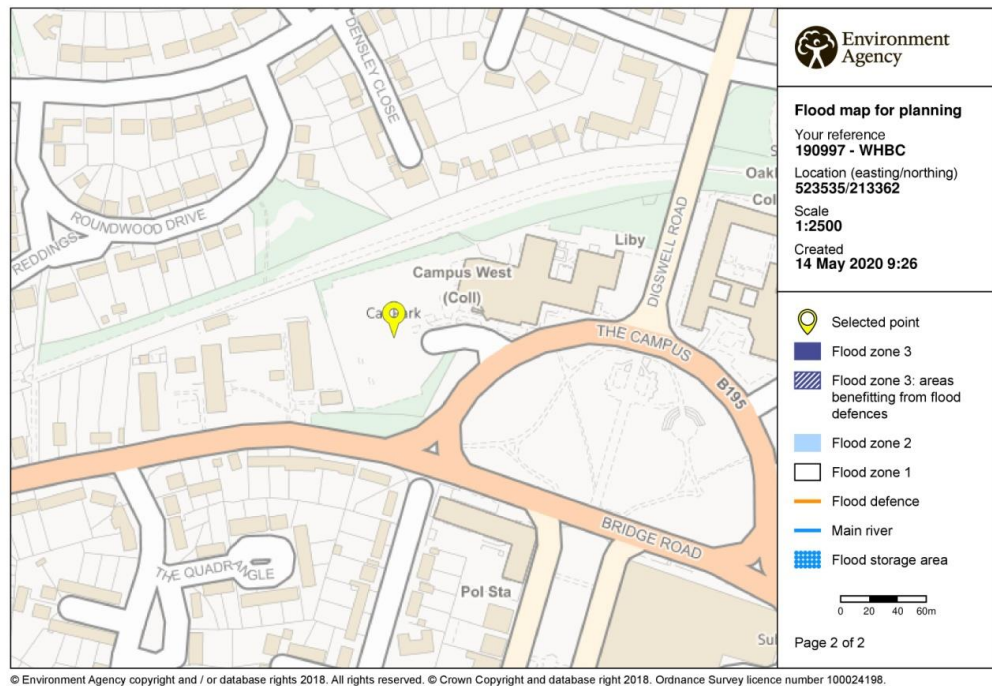 DENSLEY CLOSE
ROUNDWOOD DRIVE
REDDINGS
Oakl
Col
DIGSWELL ROAD
Liby
Campus West
(Coll)
Car Park
THE CAMPUS
B195
BRIDGE ROAD
THE QUADRANGLE
Pol Sta
Environment
Agency
Flood map for planning
Your reference
190997 - WHBC
Location (easting/northing)
523535/213362
Scale
1:2500
Created
14 May 2020 9:26
Selected point
Flood zone 3
Flood zone 3: areas
benefitting from flood
defences
Flood zone 2
Flood zone 1
Flood defence
Main river
Flood storage area
0 20 40 60m
Page 2 of 2
© Environment Agency copyright and / or database rights 2018. All rights reserved. © Crown Copyright and database right 2018. Ordnance Survey licence number 100024198.